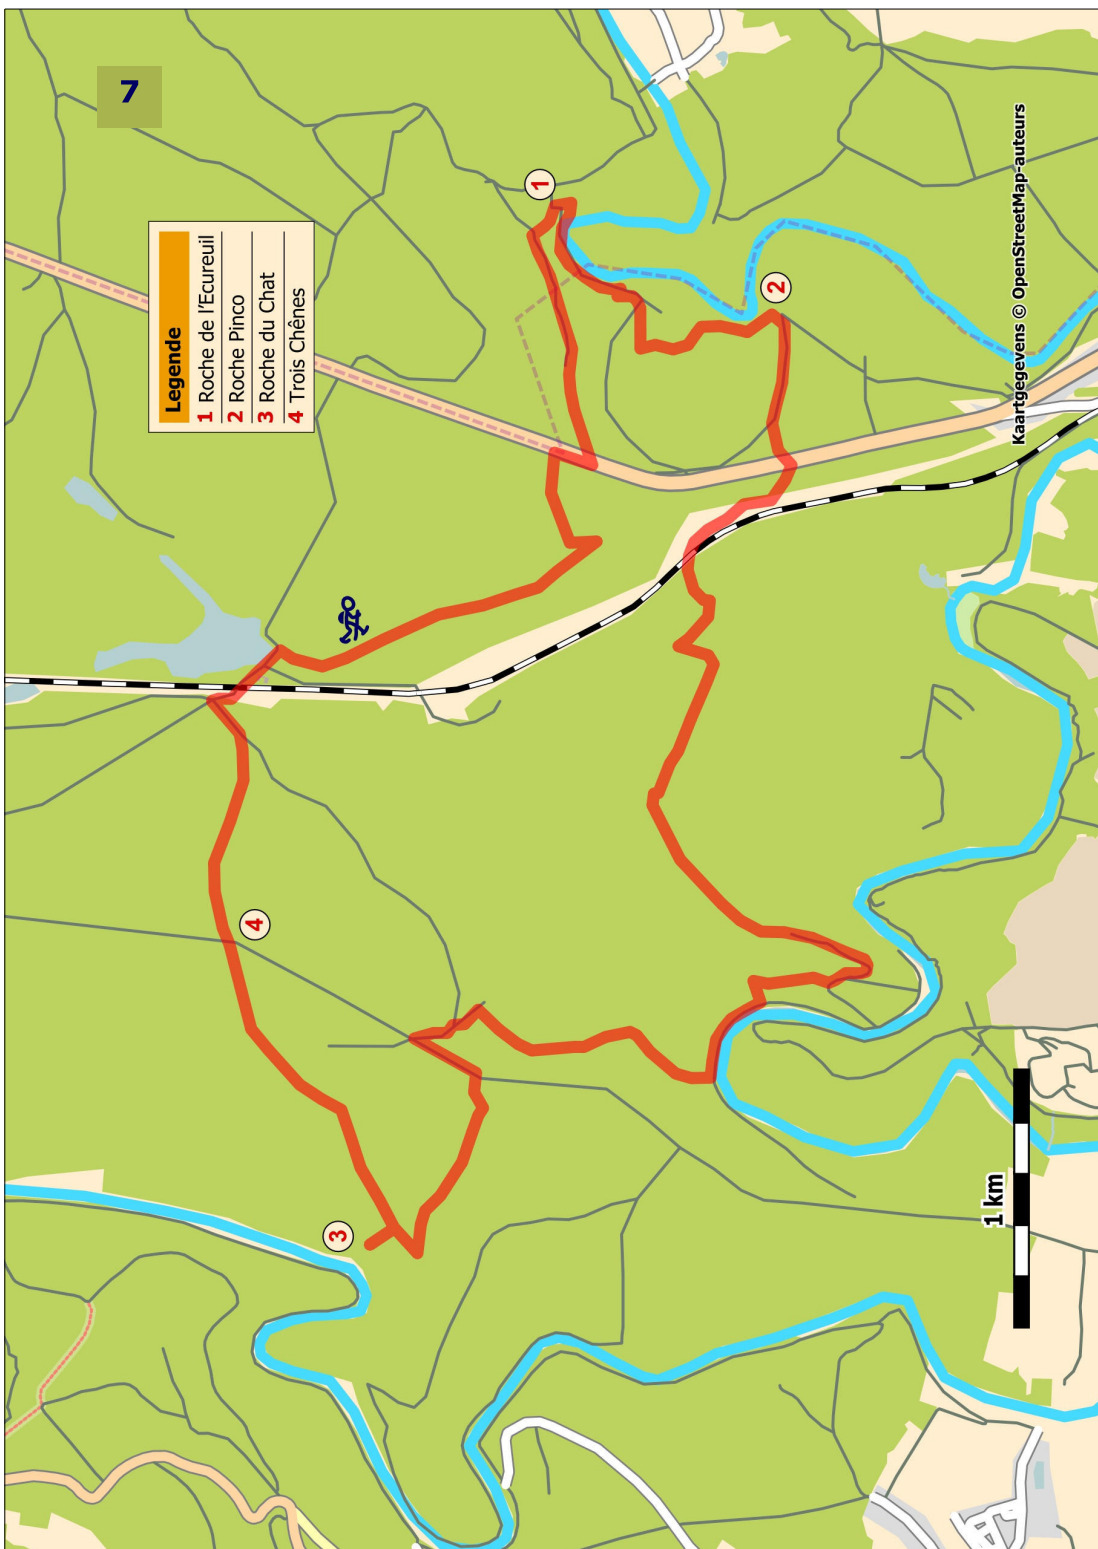 7
Legende
1 Roche de l'Ecureuil
2 Roche Pinco
3 Roche du Chat
4 Trois Chênes
1
2
3
4
1 km
Kaartgegevens © OpenStreetMap-auteurs